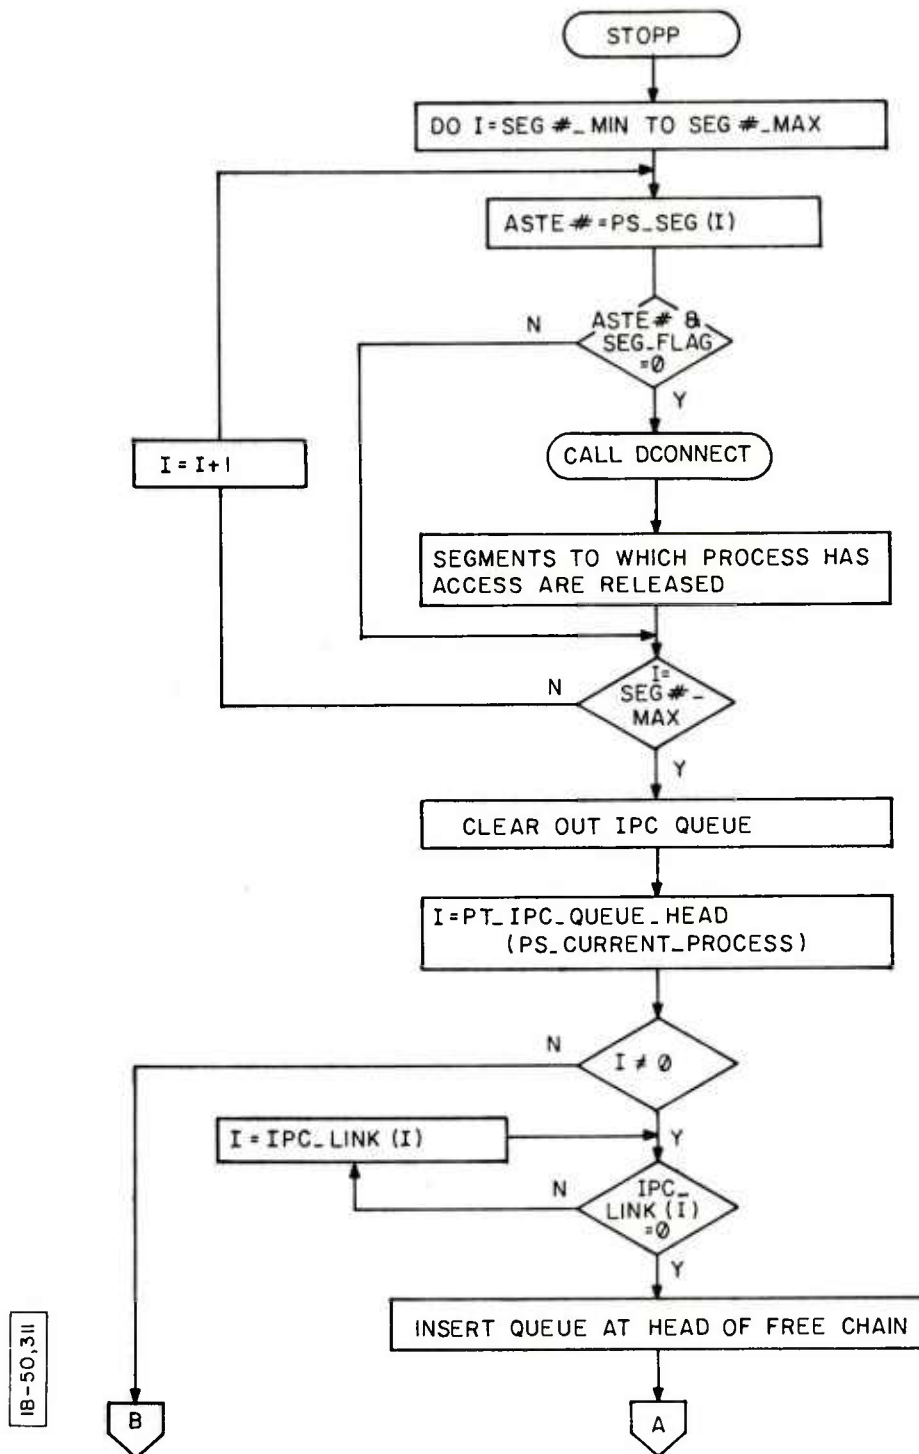 STOPP
DO I=SEG #_MIN TO SEG #_MAX
ASTE #=PS_SEG (I)
ASTE # &
SEG_FLAG
=Ø
N
Y
CALL DCONNECT
I = I+1
SEGMENTS TO WHICH PROCESS HAS
ACCESS ARE RELEASED
I=
SEG #_
MAX
N
Y
CLEAR OUT IPC QUEUE
I=PT_IPC_QUEUE_HEAD
(PS_CURRENT_PROCESS)
I ≠ Ø
N
Y
I = IPC_LINK (I)
IPC_
LINK (I)
=Ø
N
Y
INSERT QUEUE AT HEAD OF FREE CHAIN
B
A
IB-50,311